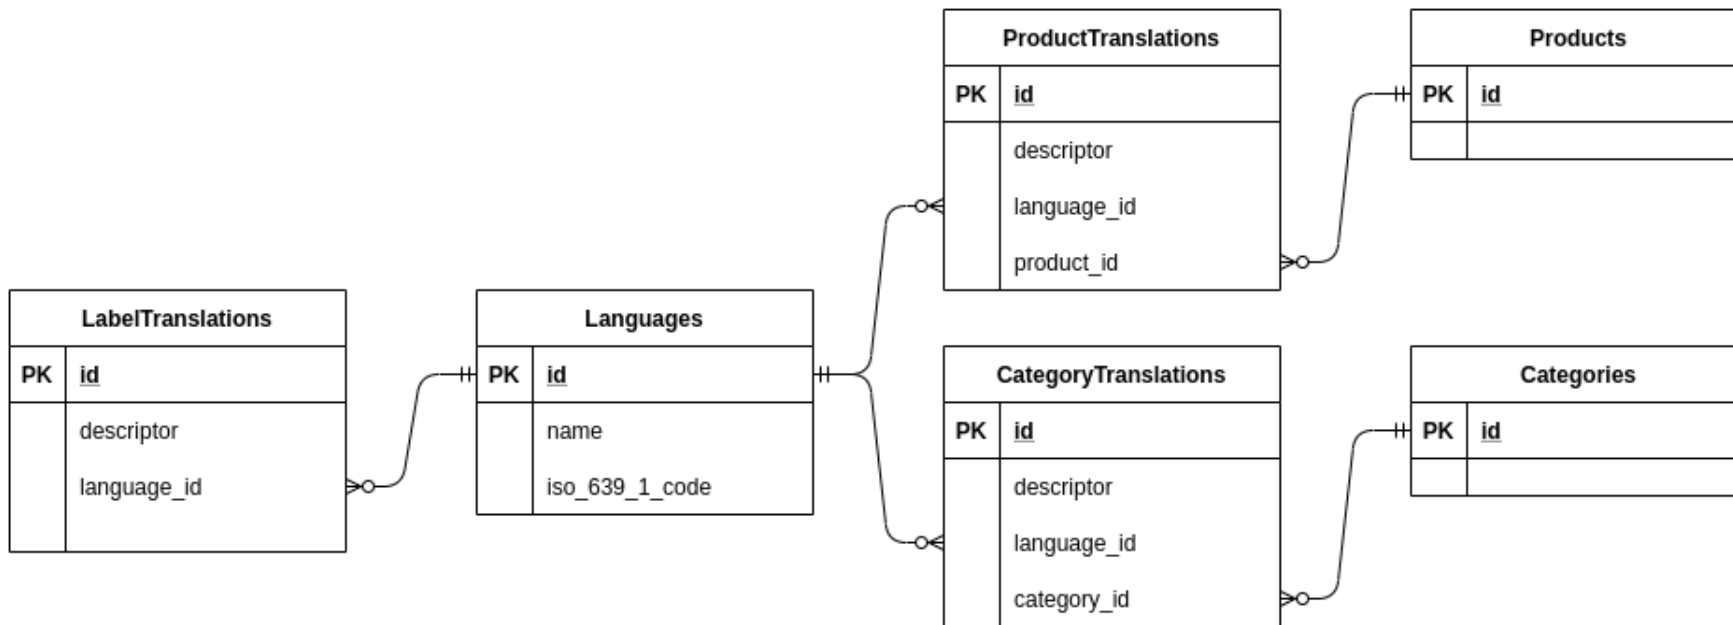 ProductTranslations
PK id
descriptor
language_id
product_id
Products
PK id
LabelTranslations
PK id
descriptor
language_id
Languages
PK id
name
iso_639_1_code
CategoryTranslations
PK id
descriptor
language_id
category_id
Categories
PK id